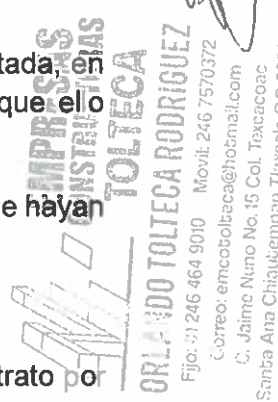 tada, en
que ello
e hayan
trato por
EMPRESAS
CONSTRUCTORAS
TOLTECA
ORLANDO TOLTECA RODRIGUEZ
Fijo: 01 246 464 9010 Movil: 246 7570372
Correo: emcotolteca@hotmail.com
C. Jaime Nuno No. 15 Col. Texcacoac
Santa Ana Chiautempan